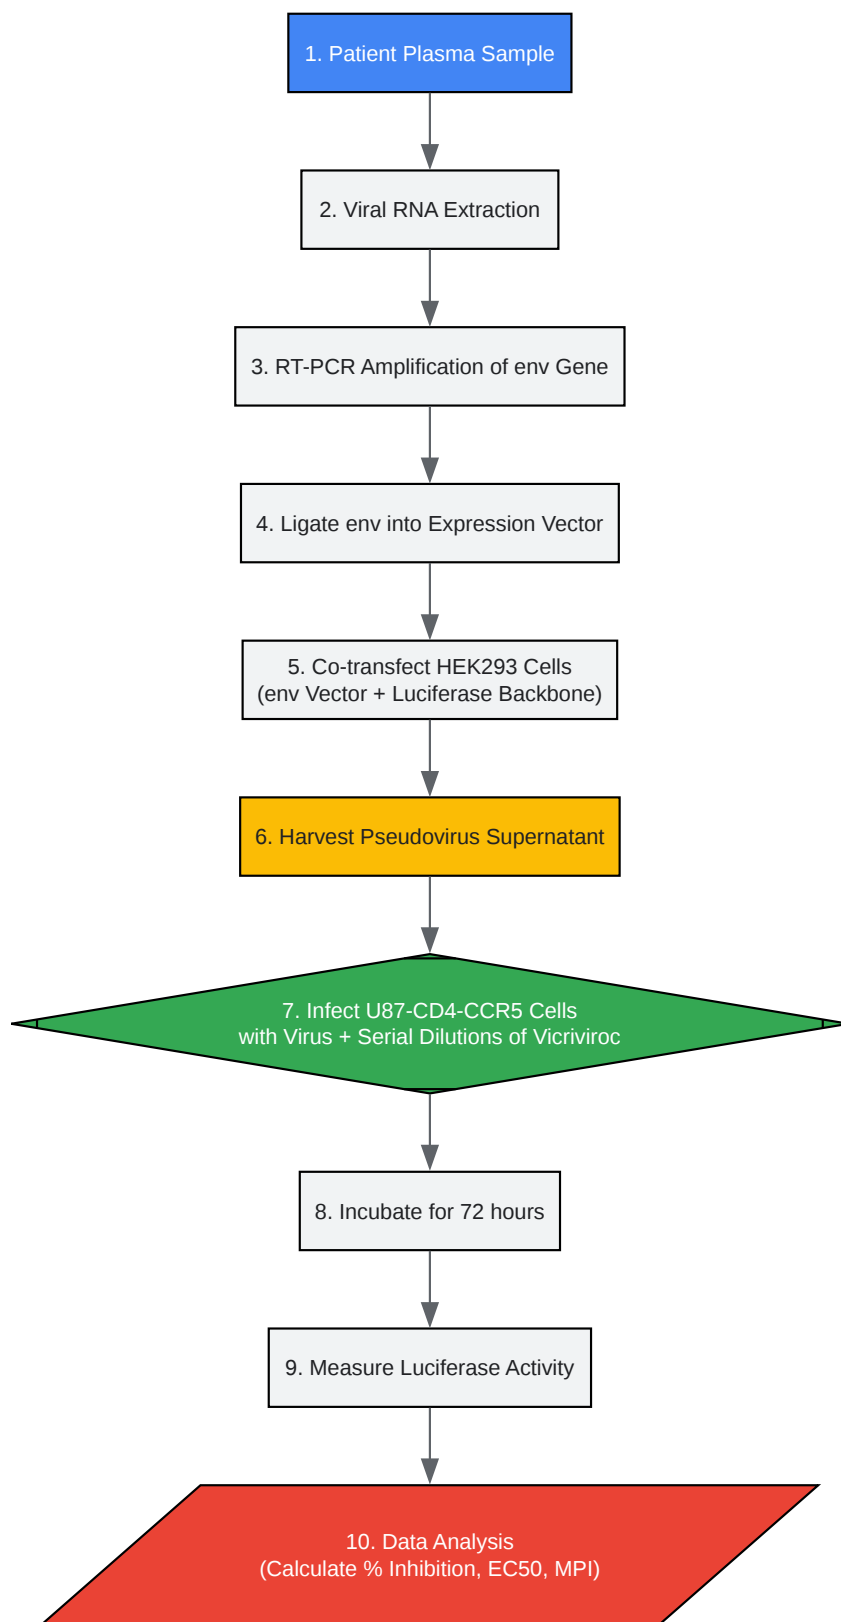 1. Patient Plasma Sample
2. Viral RNA Extraction
3. RT-PCR Amplification of env Gene
4. Ligate env into Expression Vector
5. Co-transfect HEK293 Cells
(env Vector + Luciferase Backbone)
6. Harvest Pseudovirus Supernatant
7. Infect U87-CD4-CCR5 Cells
with Virus + Serial Dilutions of Vicriviroc
8. Incubate for 72 hours
9. Measure Luciferase Activity
10. Data Analysis
(Calculate % Inhibition, EC50, MPI)